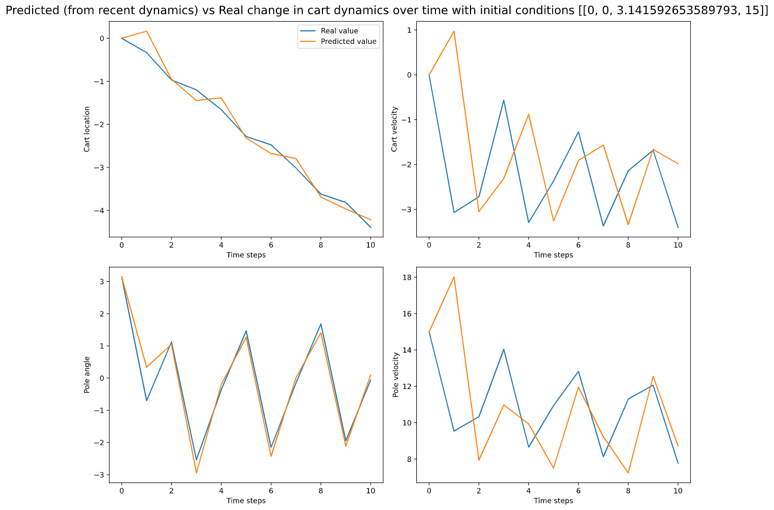 Predicted (from recent dynamics) vs Real change in cart dynamics over time with initial conditions [[0, 0, 3.141592653589793, 15]]
Real value
Predicted value
0
−1
−2
−3
−4
Cart location
0 2 4 6 8 10
Time steps
1
0
−1
−2
−3
Cart velocity
0 2 4 6 8 10
Time steps
3
2
1
0
−1
−2
−3
Pole angle
0 2 4 6 8 10
Time steps
18
16
14
12
10
8
Pole velocity
0 2 4 6 8 10
Time steps